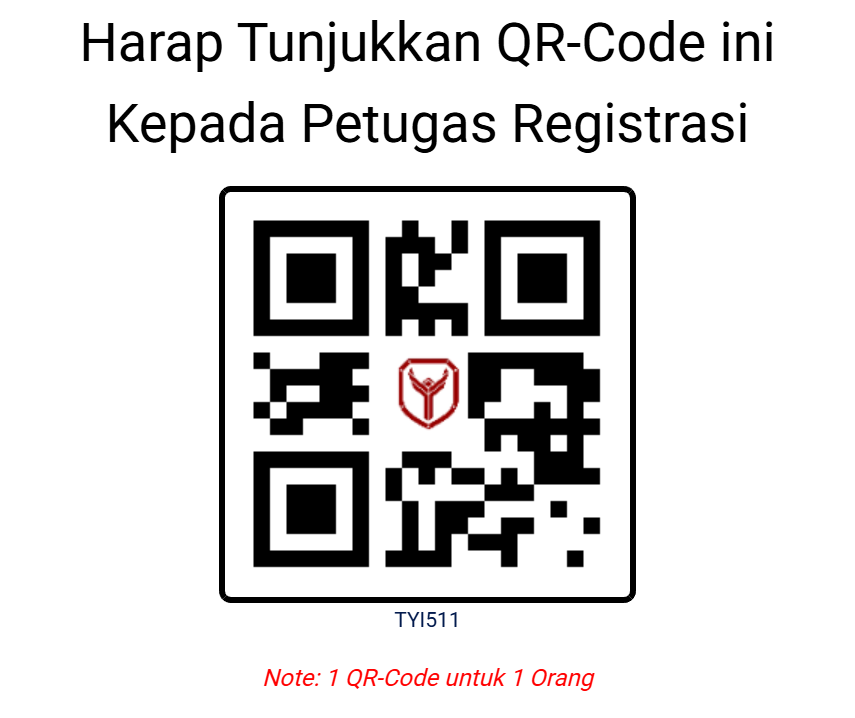 Harap Tunjukkan QR-Code ini
Kepada Petugas Registrasi
TYI511
Note: 1 QR-Code untuk 1 Orang